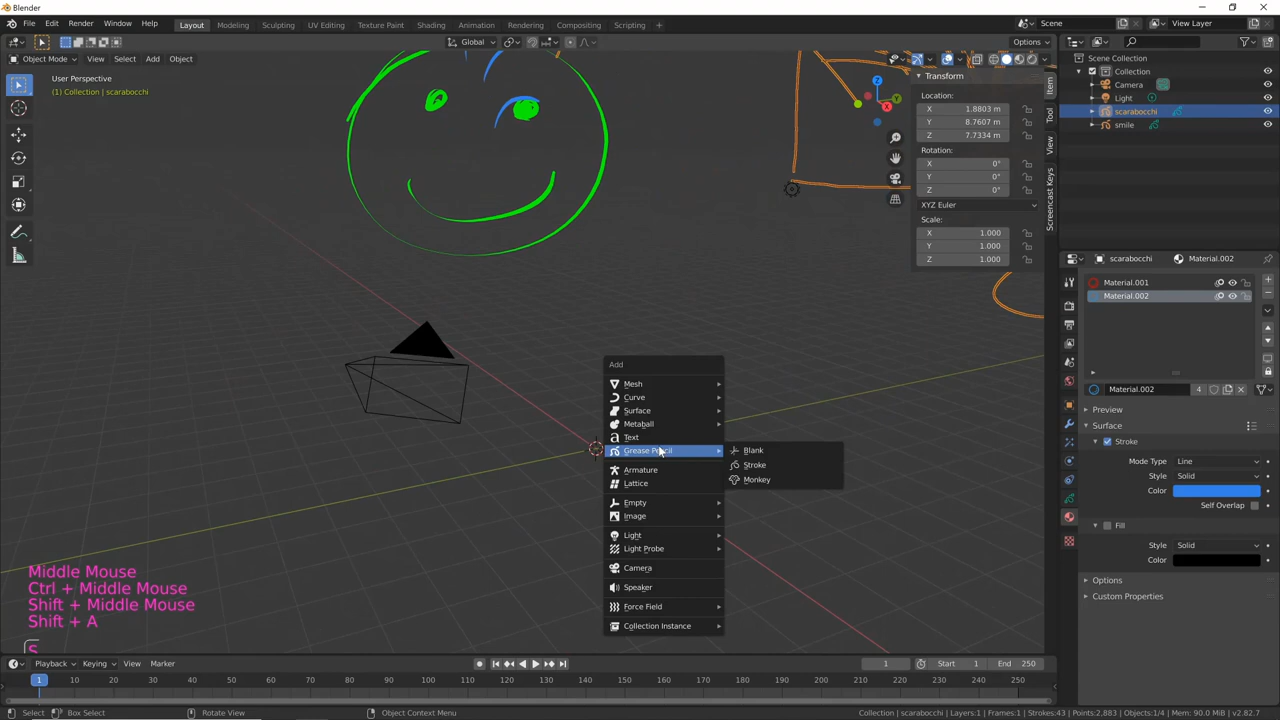 Blender
File Edit Render Window Help
Layout Modeling Sculpting UV Editing Texture Paint Shading Animation Rendering Compositing Scripting +
Scene
View Layer
Global
Options
Object Mode View Select Add Object
User Perspective
(1) Collection | scarabocchi
Transform
Location:
X 1.8803 m
Y 8.7607 m
Z 7.7334 m
Rotation:
X 0°
Y 0°
Z 0°
XYZ Euler
Scale:
X 1.000
Y 1.000
Z 1.000
Item
Tool
View
Screencast Keys
Z
Y
X
Scene Collection
Collection
Camera
Light
scarabocchi
smile
scarabocchi Material.002
Material.001
Material.002
Material.002 4
Preview
Surface
Stroke
Mode Type Line
Style Solid
Color
Self Overlap
Fill
Style Solid
Color
Options
Custom Properties
Add
Mesh
Curve
Surface
Metaball
Text
Grease Pencil
Armature
Lattice
Empty
Image
Light
Light Probe
Camera
Speaker
Force Field
Collection Instance
Blank
Stroke
Monkey
Middle Mouse
Ctrl + Middle Mouse
Shift + Middle Mouse
Shift + A
S
Playback Keying View Marker
1 Start 1 End 250
1 10 20 30 40 50 60 70 80 90 100 110 120 130 140 150 160 170 180 190 200 210 220 230 240 250
Select Box Select Rotate View Object Context Menu
Collection | scarabocchi | Layers:1 | Frames:1 | Strokes:43 | Points:2,883 | Objects:1/4 | Mem: 90.0 MiB | v2.82.7